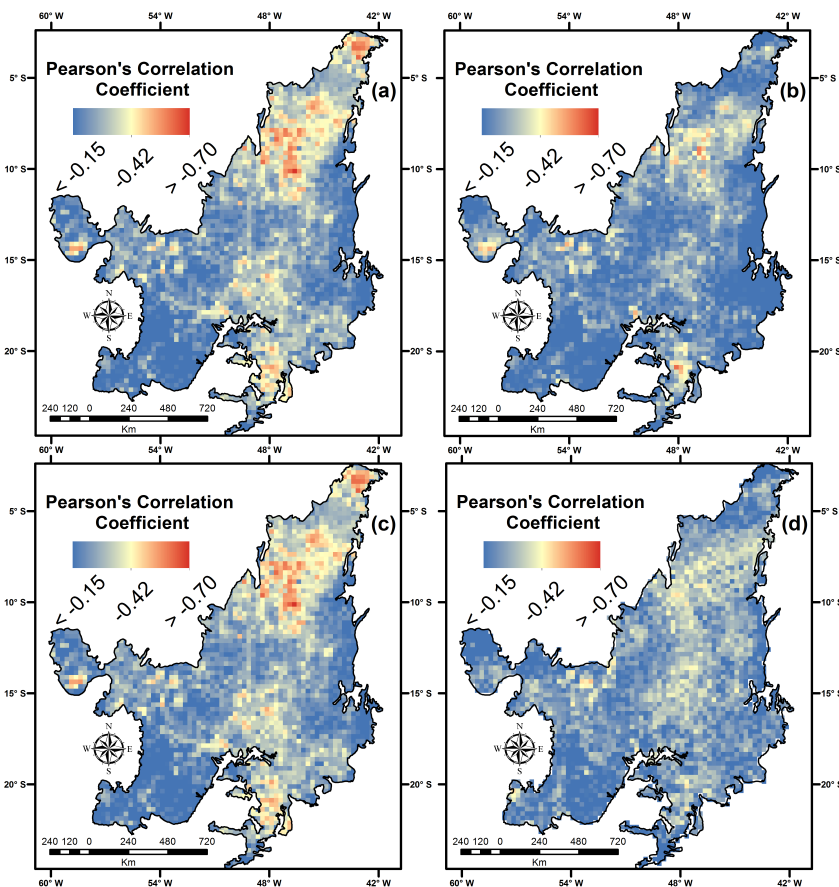 60° W 54° W 48° W 42° W
Pearson's Correlation
Coefficient
(a)
< -0.15 -0.42 > -0.70
5° S
10° S
15° S
20° S
N
W E
S
240 120 0 240 480 720
Km
60° W 54° W 48° W 42° W
60° W 54° W 48° W 42° W
Pearson's Correlation
Coefficient
(b)
< -0.15 -0.42 > -0.70
5° S
10° S
15° S
20° S
N
W E
S
240 120 0 240 480 720
Km
60° W 54° W 48° W 42° W
Pearson's Correlation
Coefficient
(c)
< -0.15 -0.42 > -0.70
5° S
10° S
15° S
20° S
N
W E
S
240 120 0 240 480 720
Km
60° W 54° W 48° W 42° W
Pearson's Correlation
Coefficient
(d)
< -0.15 -0.42 > -0.70
5° S
10° S
15° S
20° S
N
W E
S
240 120 0 240 480 720
Km
60° W 54° W 48° W 42° W